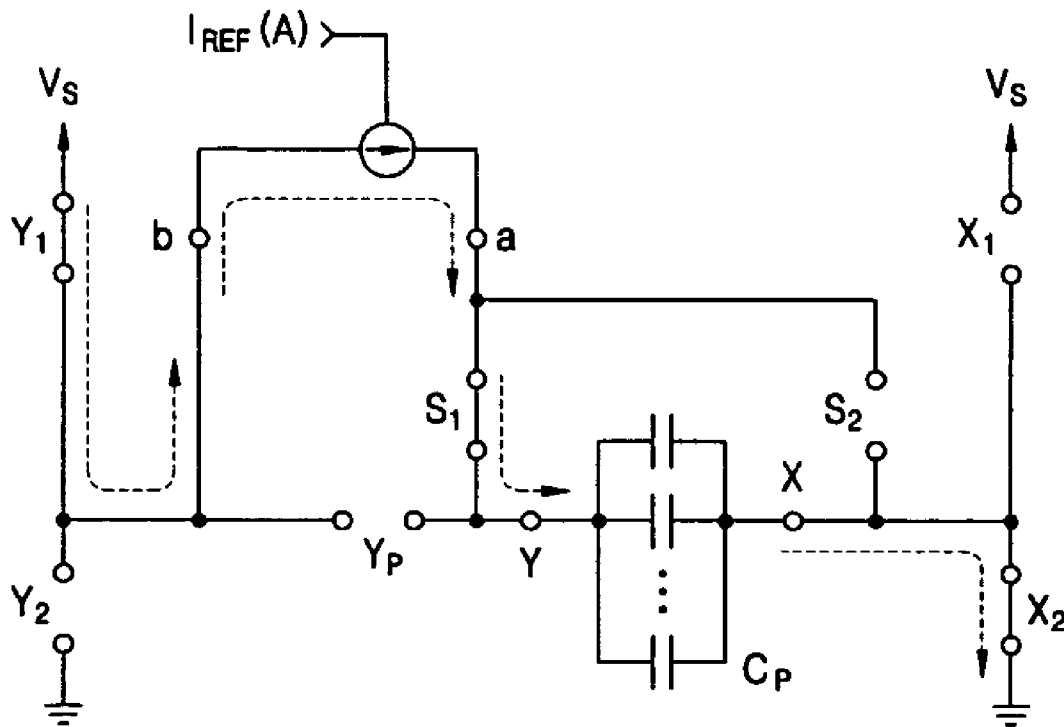 I_REF (A)
V_S
V_S
Y_1
b
a
X_1
S_1
S_2
X
Y_P
Y
Y_2
X_2
C_P